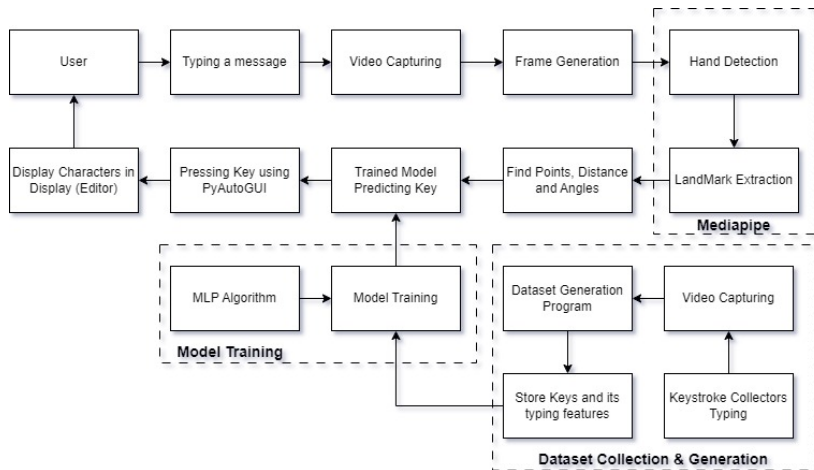 User
Typing a message
Video Capturing
Frame Generation
Hand Detection
Display Characters in
Display (Editor)
Pressing Key using
PyAutoGUI
Trained Model
Predicting Key
Find Points, Distance
and Angles
LandMark Extraction
Mediapipe
MLP Algorithm
Model Training
Model Training
Dataset Generation
Program
Video Capturing
Store Keys and its
typing features
Keystroke Collectors
Typing
Dataset Collection & Generation